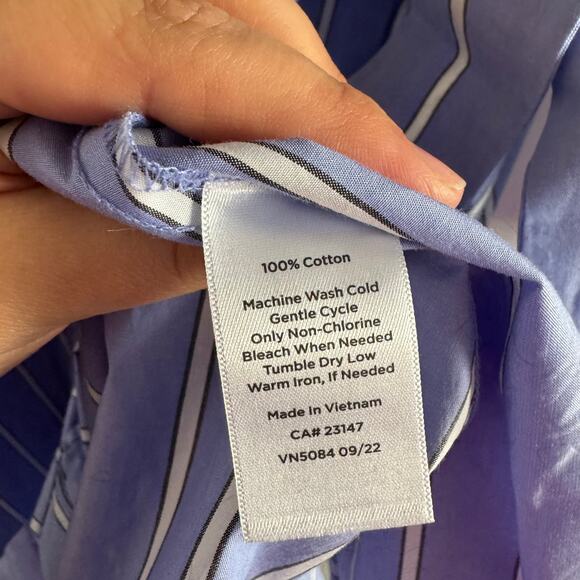 100% Cotton
Machine Wash Cold
Gentle Cycle
Only Non-Chlorine
Bleach When Needed
Tumble Dry Low
Warm Iron, If Needed
Made In Vietnam
CA# 23147
VN5084 09/22